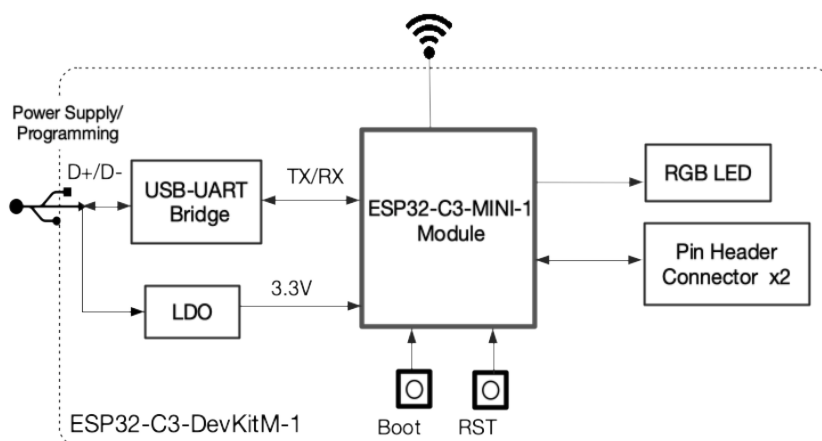 Power Supply/
Programming
D+/D-
USB-UART
Bridge
TX/RX
ESP32-C3-MINI-1
Module
RGB LED
Pin Header
Connector x2
LDO
3.3V
Boot
RST
ESP32-C3-DevKitM-1